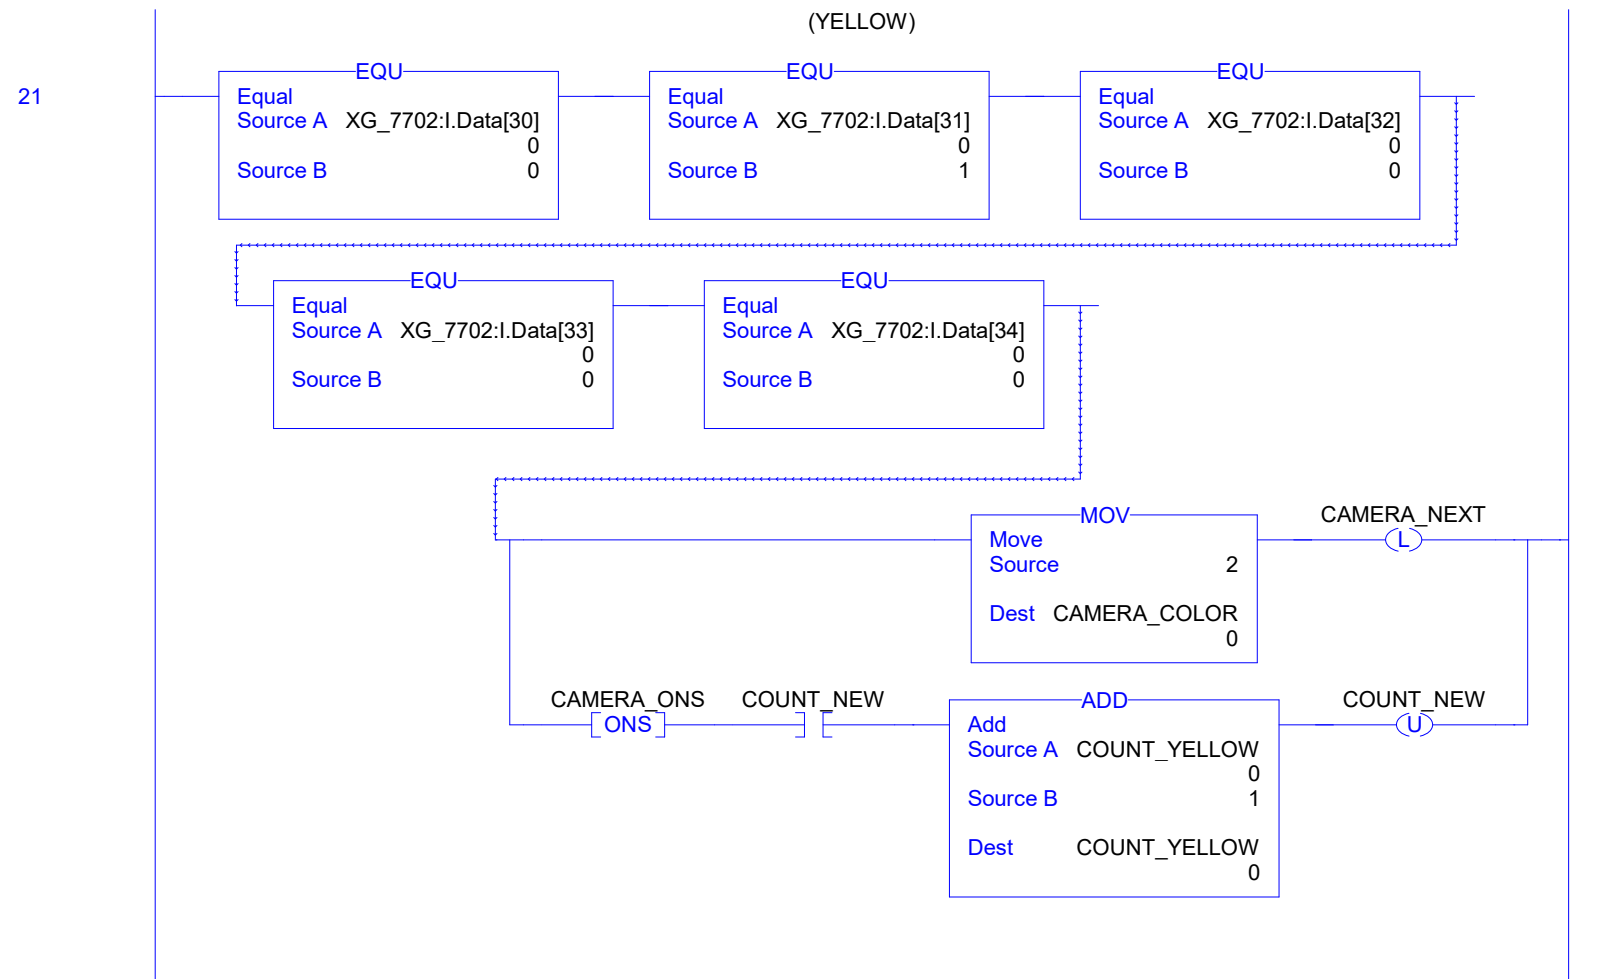 (YELLOW)
21
EQU
Equal
Source A XG_7702:I.Data[30]
0
Source B 0
EQU
Equal
Source A XG_7702:I.Data[31]
0
Source B 1
EQU
Equal
Source A XG_7702:I.Data[32]
0
Source B 0
EQU
Equal
Source A XG_7702:I.Data[33]
0
Source B 0
EQU
Equal
Source A XG_7702:I.Data[34]
0
Source B 0
MOV
Move
Source 2
Dest CAMERA_COLOR
0
CAMERA_NEXT
L
CAMERA_ONS
ONS
COUNT_NEW
ADD
Add
Source A COUNT_YELLOW
0
Source B 1
Dest COUNT_YELLOW
0
COUNT_NEW
U